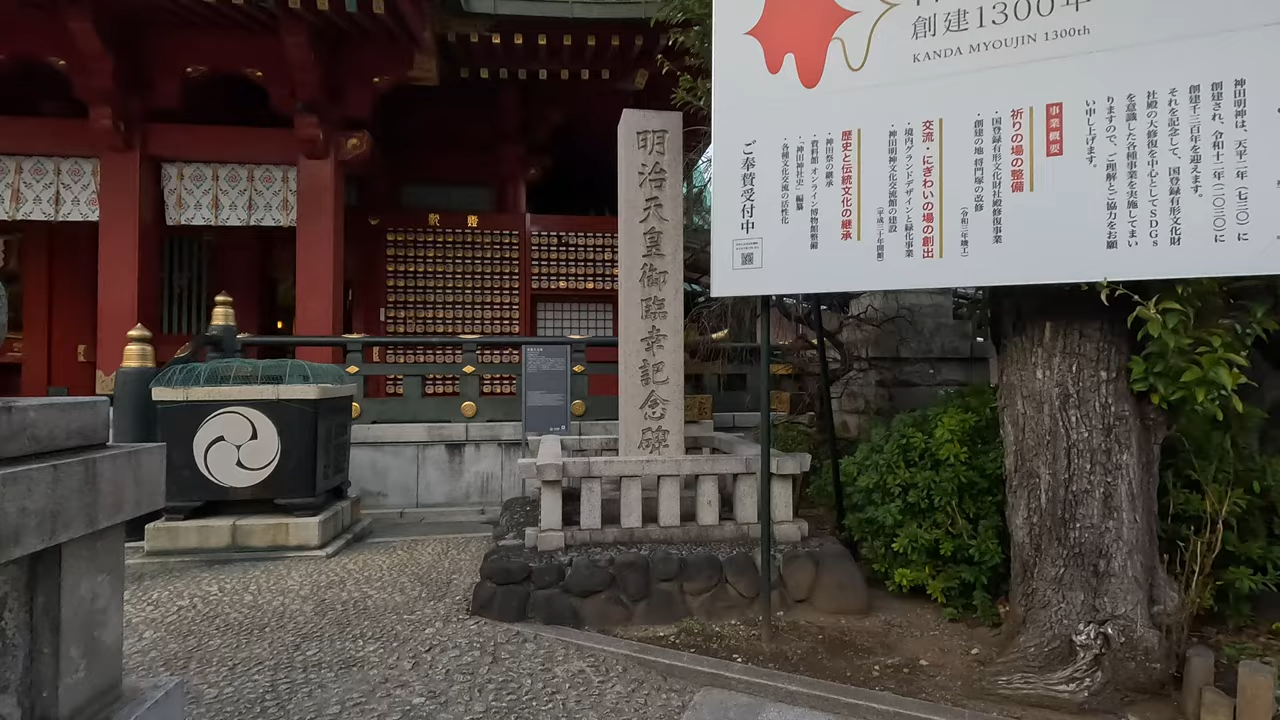 創建1300年
KANDA MYOUJIN 1300th
神田明神は、天平二年（七三〇）に
創建され、令和十二年（二〇三〇）に
創建千三百年を迎えます。
それを記念して、国登録有形文化財
社殿の大修復を中心としてSDGs
を意識した各種事業を実施してまい
りますので、ご理解とご協力をお願
い申し上げます。
事業概要
祈りの場の整備
・国登録有形文化財社殿修復事業
・創建の地 将門塚の改修
（令和三年竣工）
交流・にぎわいの場の創出
・境内グランドデザインと緑化事業
・神田明神文化交流館の建設
（平成三十年開館）
歴史と伝統文化の継承
・神田祭の継承
・資料館 オンライン博物館整備
・『神田神社史』編纂
・各種文化交流の活性化
ご奉賛受付中
明治天皇御臨幸記念碑